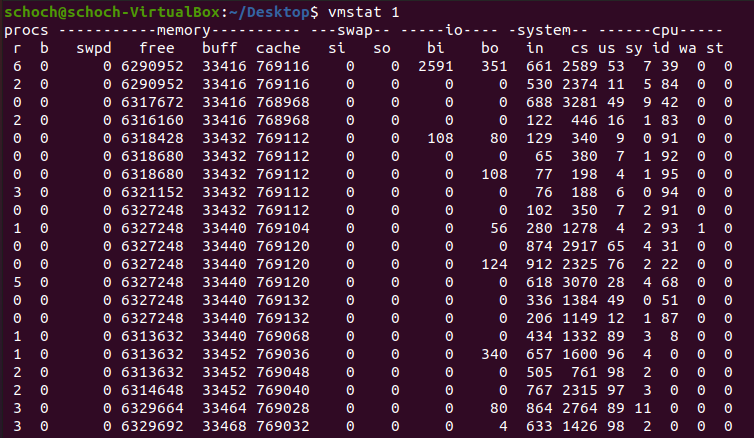 schoch@schoch-VirtualBox:~/Desktop$ vmstat 1
procs -----------memory---------- ---swap-- -----io---- -system-- ------cpu-----
 r  b   swpd   free   buff  cache   si   so    bi    bo   in   cs us sy id wa st
 6  0      0 6290952  33416 769116    0    0  2591   351  661 2589 53  7 39  0  0
 2  0      0 6290952  33416 769116    0    0     0     0  530 2374 11  5 84  0  0
 0  0      0 6317672  33416 768968    0    0     0     0  688 3281 49  9 42  0  0
 2  0      0 6316160  33416 768968    0    0     0     0  122  446 16  1 83  0  0
 0  0      0 6318428  33432 769112    0    0   108    80  129  340  9  0 91  0  0
 0  0      0 6318680  33432 769112    0    0     0     0   65  380  7  1 92  0  0
 0  0      0 6318680  33432 769112    0    0     0   108   77  198  4  1 95  0  0
 3  0      0 6321152  33432 769112    0    0     0     0   76  188  6  0 94  0  0
 0  0      0 6327248  33432 769112    0    0     0     0  102  350  7  2 91  0  0
 1  0      0 6327248  33440 769104    0    0     0    56  280 1278  4  2 93  1  0
 0  0      0 6327248  33440 769120    0    0     0     0  874 2917 65  4 31  0  0
 0  0      0 6327248  33440 769120    0    0     0   124  912 2325 76  2 22  0  0
 5  0      0 6327248  33440 769120    0    0     0     0  618 3070 28  4 68  0  0
 0  0      0 6327248  33440 769132    0    0     0     0  336 1384 49  0 51  0  0
 0  0      0 6327248  33440 769132    0    0     0     0  206 1149 12  1 87  0  0
 1  0      0 6313632  33440 769068    0    0     0     0  434 1332 89  3  8  0  0
 1  0      0 6313632  33452 769036    0    0     0   340  657 1600 96  4  0  0  0
 2  0      0 6313632  33452 769048    0    0     0     0  505  761 98  2  0  0  0
 2  0      0 6314648  33452 769040    0    0     0     0  767 2315 97  3  0  0  0
 3  0      0 6329664  33464 769028    0    0     0    80  864 2764 89 11  0  0  0
 3  0      0 6329692  33468 769032    0    0     0     4  633 1426 98  2  0  0  0